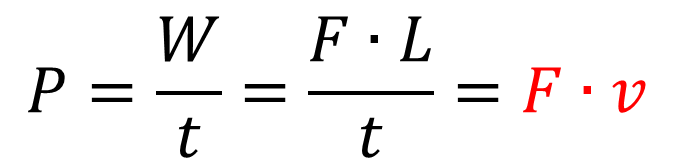 P = W/t = F · L/t = F · v